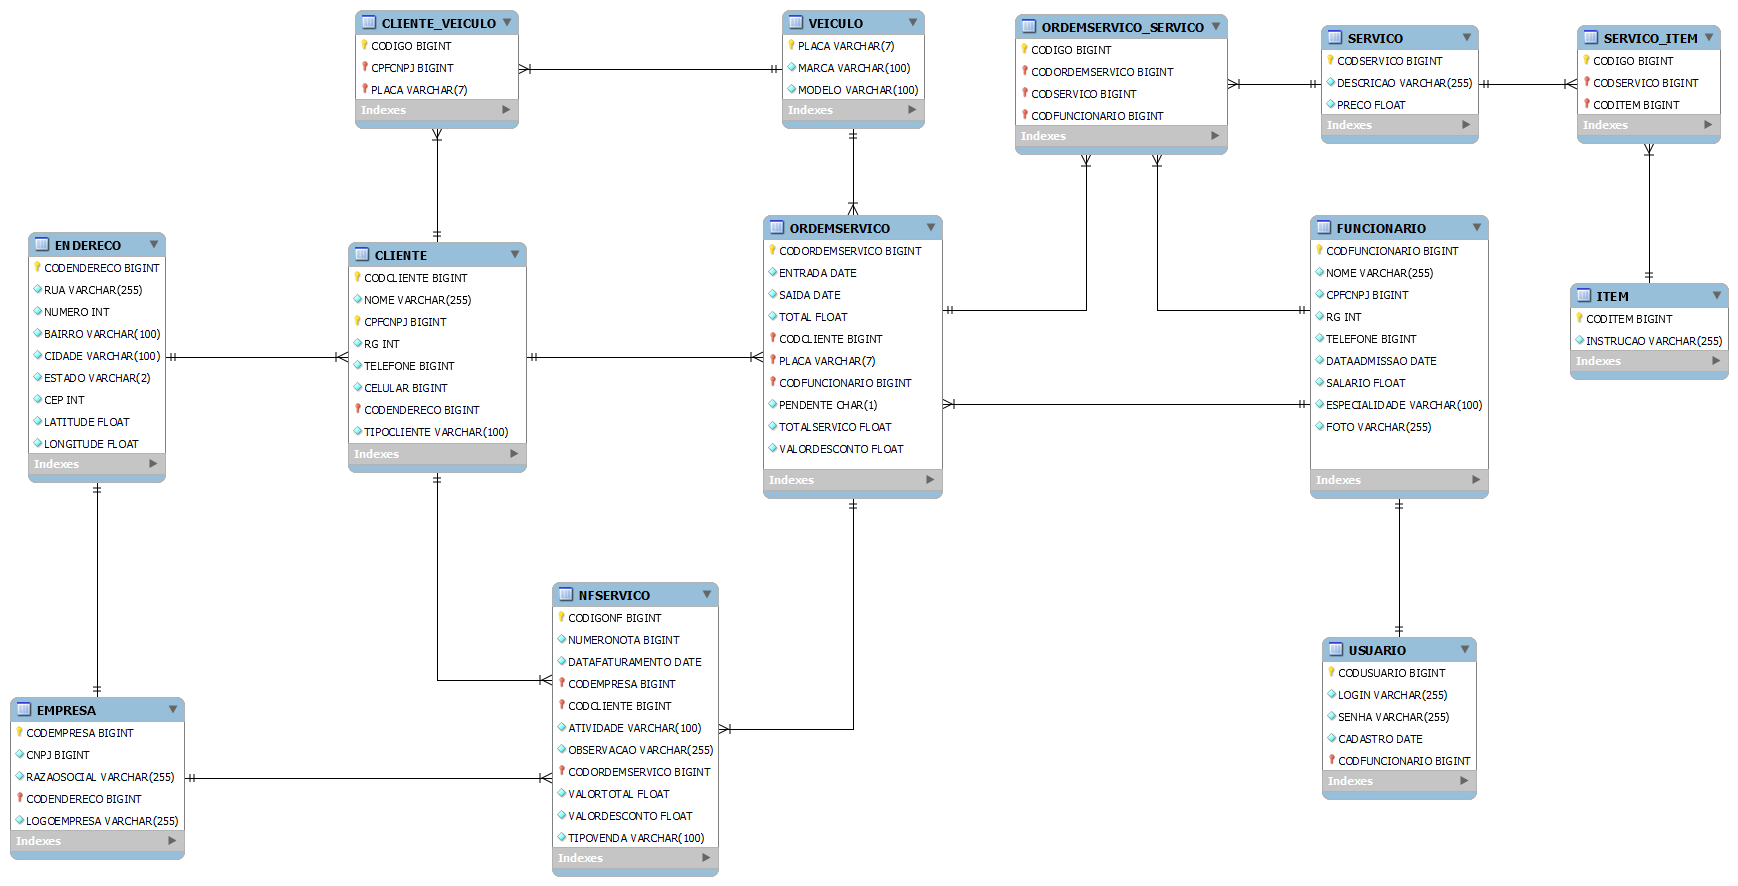 CLIENTE_VEICULO
CODIGO BIGINT
CPFCNPJ BIGINT
PLACA VARCHAR(7)
Indexes
VEICULO
PLACA VARCHAR(7)
MARCA VARCHAR(100)
MODELO VARCHAR(100)
Indexes
ORDEMSERVICO_SERVICO
CODIGO BIGINT
CODORDEMSERVICO BIGINT
CODSERVICO BIGINT
CODFUNCIONARIO BIGINT
Indexes
SERVICO
CODSERVICO BIGINT
DESCRICAO VARCHAR(255)
PRECO FLOAT
Indexes
SERVICO_ITEM
CODIGO BIGINT
CODSERVICO BIGINT
CODITEM BIGINT
Indexes
ENDERECO
CODENDERECO BIGINT
RUA VARCHAR(255)
NUMERO INT
BAIRRO VARCHAR(100)
CIDADE VARCHAR(100)
ESTADO VARCHAR(2)
CEP INT
LATITUDE FLOAT
LONGITUDE FLOAT
Indexes
CLIENTE
CODCLIENTE BIGINT
NOME VARCHAR(255)
CPFCNPJ BIGINT
RG INT
TELEFONE BIGINT
CELULAR BIGINT
CODENDERECO BIGINT
TIPOCLIENTE VARCHAR(100)
Indexes
ORDEMSERVICO
CODORDEMSERVICO BIGINT
ENTRADA DATE
SAIDA DATE
TOTAL FLOAT
CODCLIENTE BIGINT
PLACA VARCHAR(7)
CODFUNCIONARIO BIGINT
PENDENTE CHAR(1)
TOTALSERVICO FLOAT
VALORDESCONTO FLOAT
Indexes
FUNCIONARIO
CODFUNCIONARIO BIGINT
NOME VARCHAR(255)
CPFCNPJ BIGINT
RG INT
TELEFONE BIGINT
DATAADMISSAO DATE
SALARIO FLOAT
ESPECIALIDADE VARCHAR(100)
FOTO VARCHAR(255)
Indexes
ITEM
CODITEM BIGINT
INSTRUCAO VARCHAR(255)
Indexes
NFSERVICO
CODIGONF BIGINT
NUMERONOTA BIGINT
DATAFATURAMENTO DATE
CODEMPRESA BIGINT
CODCLIENTE BIGINT
ATIVIDADE VARCHAR(100)
OBSERVACAO VARCHAR(255)
CODORDEMSERVICO BIGINT
VALORTOTAL FLOAT
VALORDESCONTO FLOAT
TIPOVENDA VARCHAR(100)
Indexes
USUARIO
CODUSUARIO BIGINT
LOGIN VARCHAR(255)
SENHA VARCHAR(255)
CADASTRO DATE
CODFUNCIONARIO BIGINT
Indexes
EMPRESA
CODEMPRESA BIGINT
CNPJ BIGINT
RAZAOSOCIAL VARCHAR(255)
CODENDERECO BIGINT
LOGOEMPRESA VARCHAR(255)
Indexes